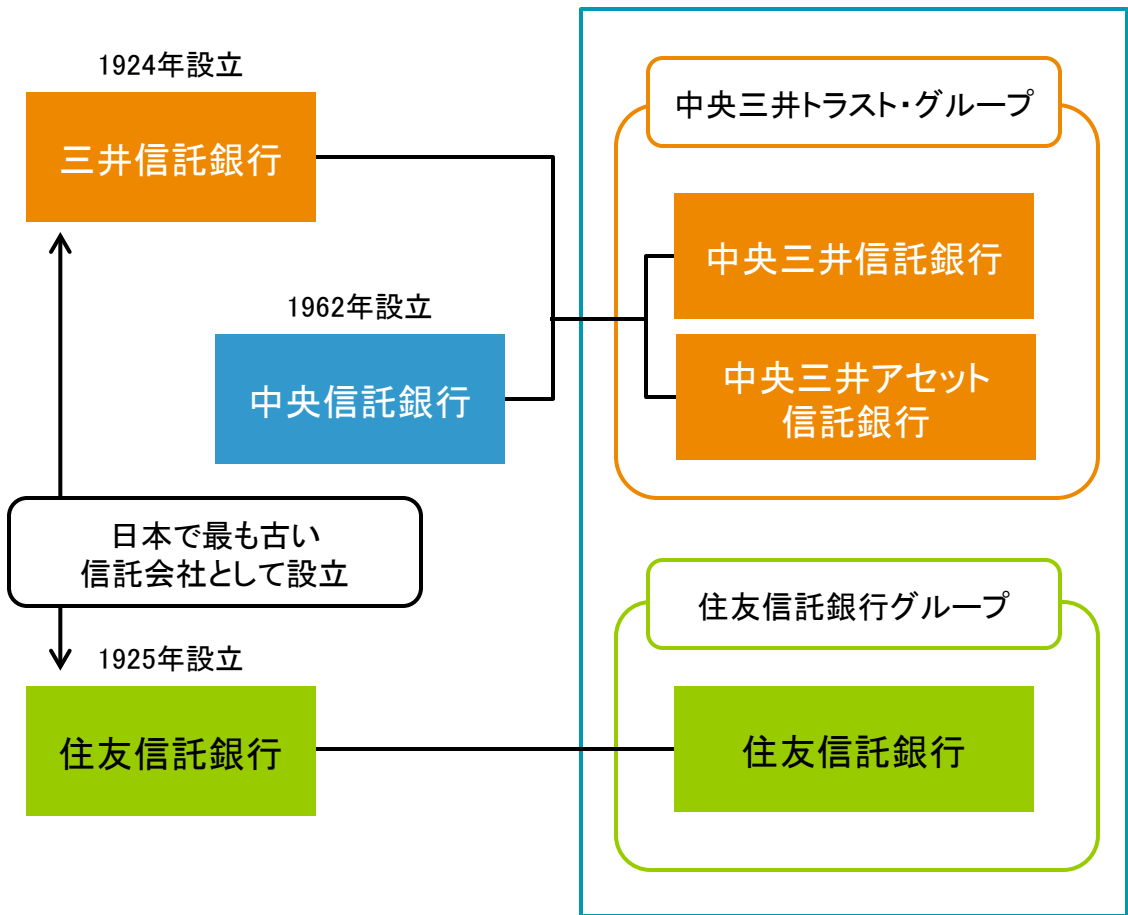 1924年設立
三井信託銀行
1962年設立
中央信託銀行
日本で最も古い
信託会社として設立
1925年設立
住友信託銀行
中央三井トラスト・グループ
中央三井信託銀行
中央三井アセット
信託銀行
住友信託銀行グループ
住友信託銀行